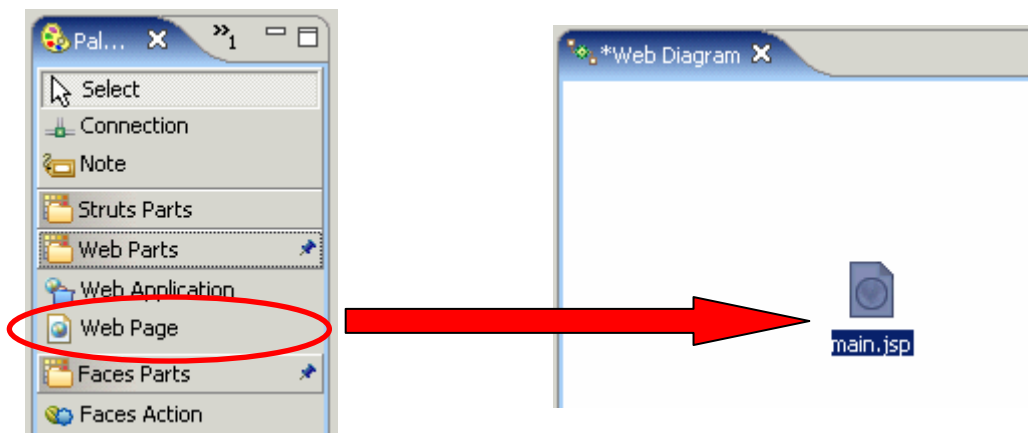 Pal...
»1
Select
Connection
Note
Struts Parts
Web Parts
Web Application
Web Page
Faces Parts
Faces Action
*Web Diagram
main.jsp